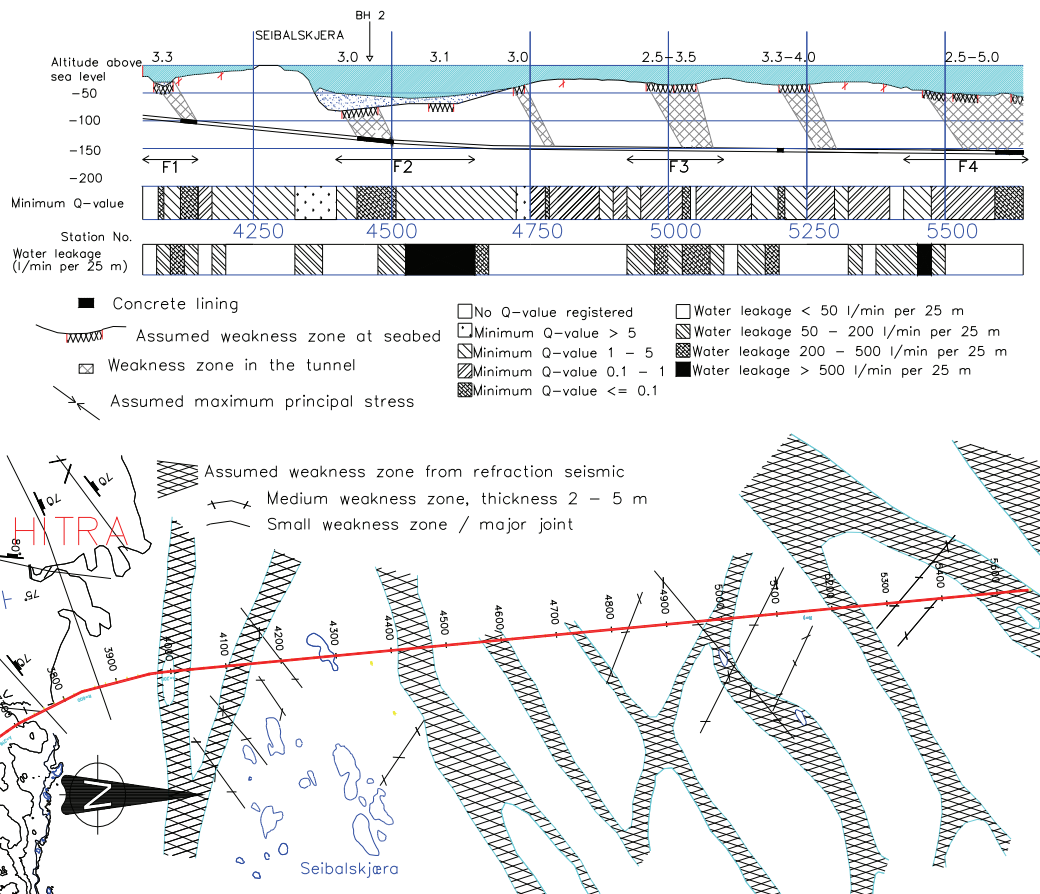 BH 2
SEIBALSKJERA
Altitude above
sea level
3.3 3.0 3.1 3.0 2.5-3.5 3.3-4.0 2.5-5.0
-50
-100
-150
-200
F1 F2 F3 F4
Minimum Q-value
Station No.
4250 4500 4750 5000 5250 5500
Water leakage
(l/min per 25 m)
Concrete lining
Assumed weakness zone at seabed
Weakness zone in the tunnel
Assumed maximum principal stress
No Q-value registered
Minimum Q-value > 5
Minimum Q-value 1 - 5
Minimum Q-value 0.1 - 1
Minimum Q-value <= 0.1
Water leakage < 50 l/min per 25 m
Water leakage 50 - 200 l/min per 25 m
Water leakage 200 - 500 l/min per 25 m
Water leakage > 500 l/min per 25 m
Assumed weakness zone from refraction seismic
Medium weakness zone, thickness 2 - 5 m
Small weakness zone / major joint
HITRA
70
70
80°
75°
70
3800
3900
4000
4100
4200
4300
4400
4500
4600
4700
4800
4900
5000
5100
5200
5300
5400
5500
N
Seibalskjæra